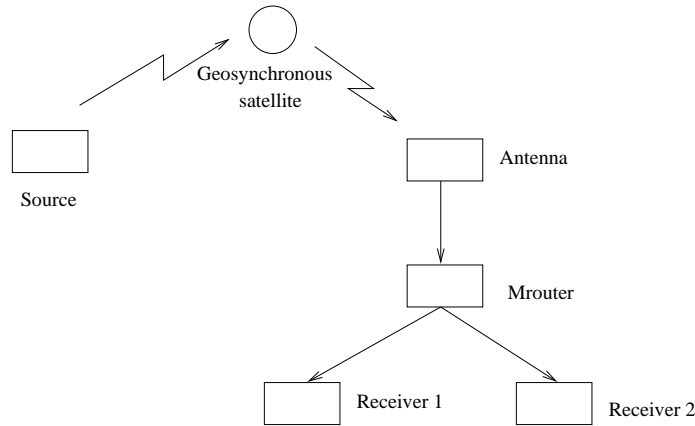 Geosynchronous
satellite
Antenna
Source
Mrouter
Receiver 1
Receiver 2